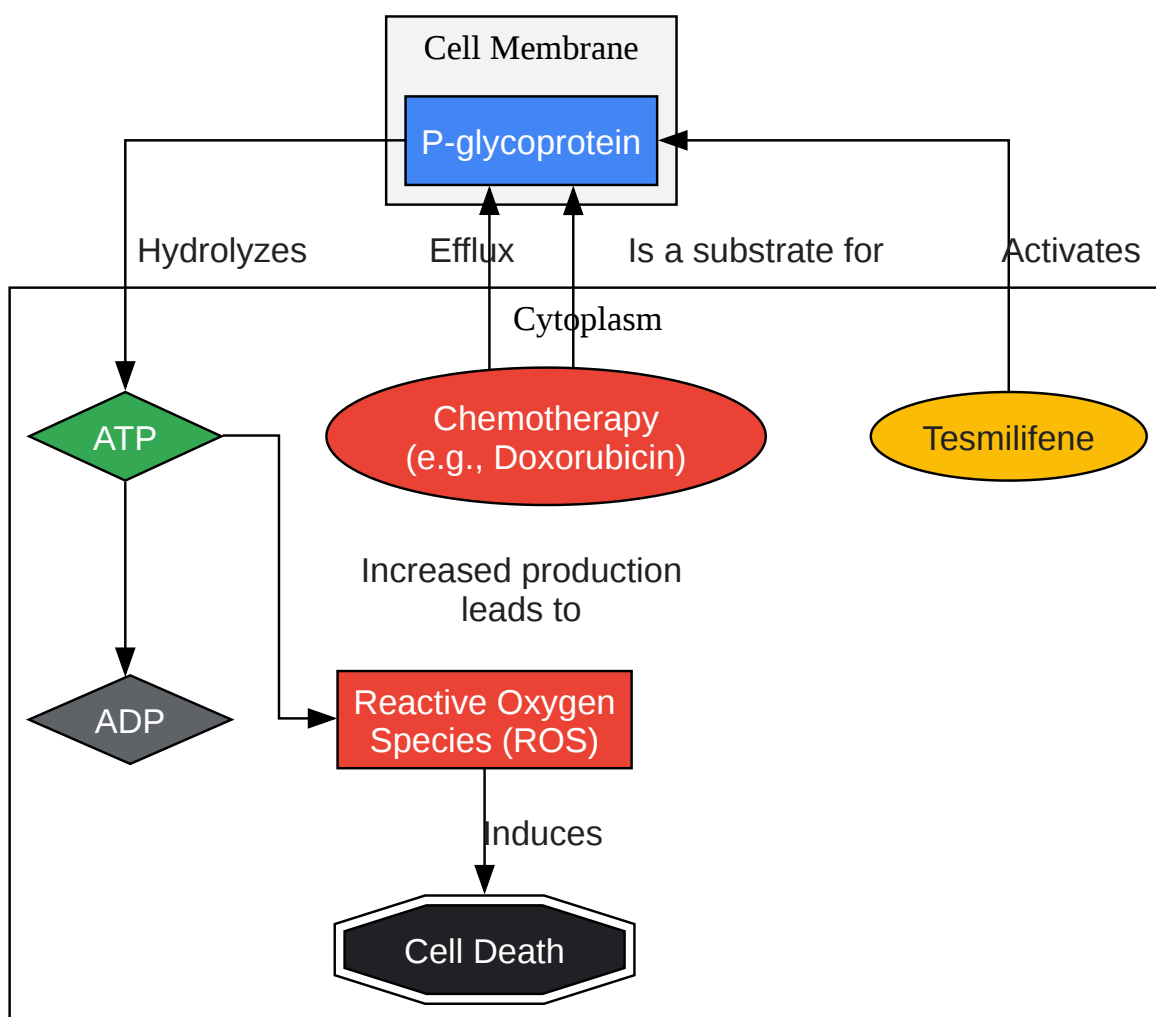 Cell Membrane
P-glycoprotein
Hydrolyzes
Efflux
Is a substrate for
Activates
Cytoplasm
ATP
Chemotherapy
(e.g., Doxorubicin)
Tesmilifene
Increased production
leads to
ADP
Reactive Oxygen
Species (ROS)
Induces
Cell Death